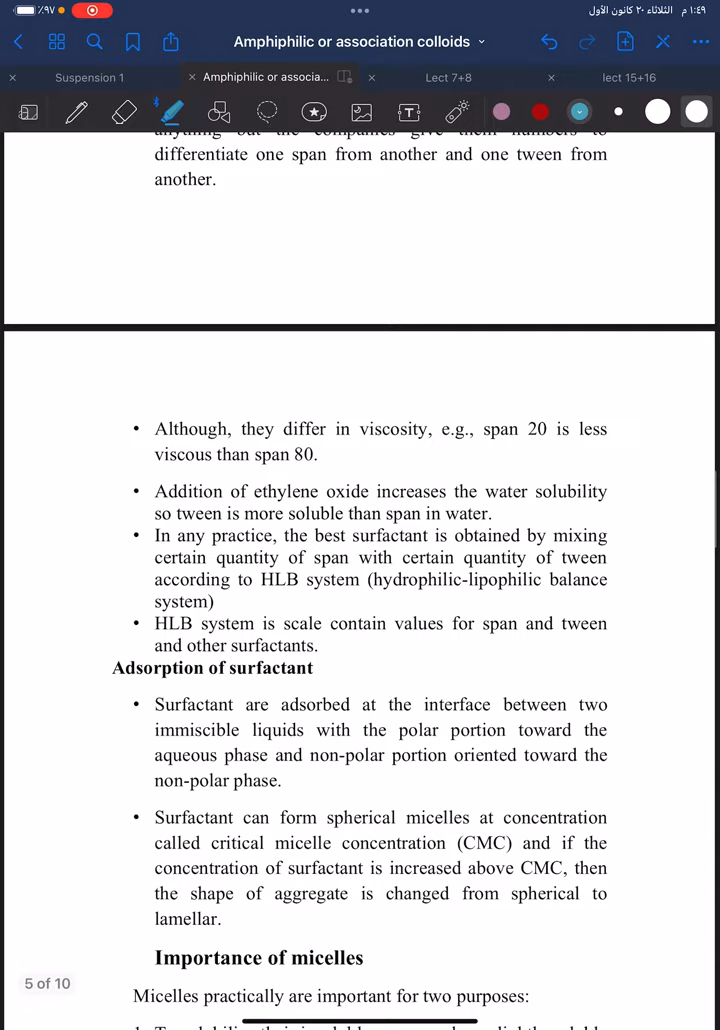 ٪٩٧
١:٤٩ م الثلاثاء ٢٠ كانون الأول
Amphiphilic or association colloids
Suspension 1
Amphiphilic or associa...
Lect 7+8
lect 15+16
anything but the companies give them numbers to
differentiate one span from another and one tween from
another.
• Although, they differ in viscosity, e.g., span 20 is less
viscous than span 80.
• Addition of ethylene oxide increases the water solubility
so tween is more soluble than span in water.
• In any practice, the best surfactant is obtained by mixing
certain quantity of span with certain quantity of tween
according to HLB system (hydrophilic-lipophilic balance
system)
• HLB system is scale contain values for span and tween
and other surfactants.
Adsorption of surfactant
• Surfactant are adsorbed at the interface between two
immiscible liquids with the polar portion toward the
aqueous phase and non-polar portion oriented toward the
non-polar phase.
• Surfactant can form spherical micelles at concentration
called critical micelle concentration (CMC) and if the
concentration of surfactant is increased above CMC, then
the shape of aggregate is changed from spherical to
lamellar.
Importance of micelles
5 of 10
Micelles practically are important for two purposes: